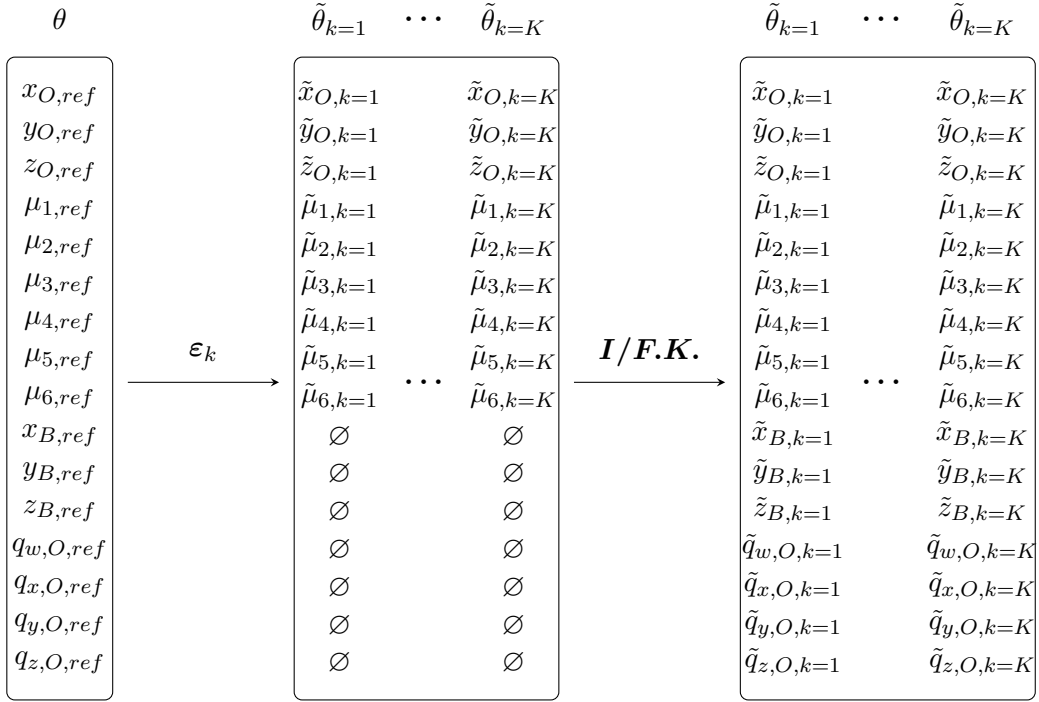 θ θ̃ₖ₌₁ ··· θ̃_{k=K} θ̃ₖ₌₁ ··· θ̃_{k=K}
x_{O,ref} x̃_{O,k=1} x̃_{O,k=K} x̃_{O,k=1} x̃_{O,k=K}
y_{O,ref} ỹ_{O,k=1} ỹ_{O,k=K} ỹ_{O,k=1} ỹ_{O,k=K}
z_{O,ref} z̃_{O,k=1} z̃_{O,k=K} z̃_{O,k=1} z̃_{O,k=K}
μ_{1,ref} μ̃_{1,k=1} μ̃_{1,k=K} μ̃_{1,k=1} μ̃_{1,k=K}
μ_{2,ref} μ̃_{2,k=1} μ̃_{2,k=K} μ̃_{2,k=1} μ̃_{2,k=K}
μ_{3,ref} μ̃_{3,k=1} μ̃_{3,k=K} μ̃_{3,k=1} μ̃_{3,k=K}
μ_{4,ref} μ̃_{4,k=1} μ̃_{4,k=K} μ̃_{4,k=1} μ̃_{4,k=K}
μ_{5,ref} ε_k μ̃_{5,k=1} μ̃_{5,k=K} I/F.K. μ̃_{5,k=1} μ̃_{5,k=K}
μ_{6,ref} μ̃_{6,k=1} ··· μ̃_{6,k=K} μ̃_{6,k=1} ··· μ̃_{6,k=K}
x_{B,ref} ∅ ∅ x̃_{B,k=1} x̃_{B,k=K}
y_{B,ref} ∅ ∅ ỹ_{B,k=1} ỹ_{B,k=K}
z_{B,ref} ∅ ∅ z̃_{B,k=1} z̃_{B,k=K}
q_{w,O,ref} ∅ ∅ q̃_{w,O,k=1} q̃_{w,O,k=K}
q_{x,O,ref} ∅ ∅ q̃_{x,O,k=1} q̃_{x,O,k=K}
q_{y,O,ref} ∅ ∅ q̃_{y,O,k=1} q̃_{y,O,k=K}
q_{z,O,ref} ∅ ∅ q̃_{z,O,k=1} q̃_{z,O,k=K}